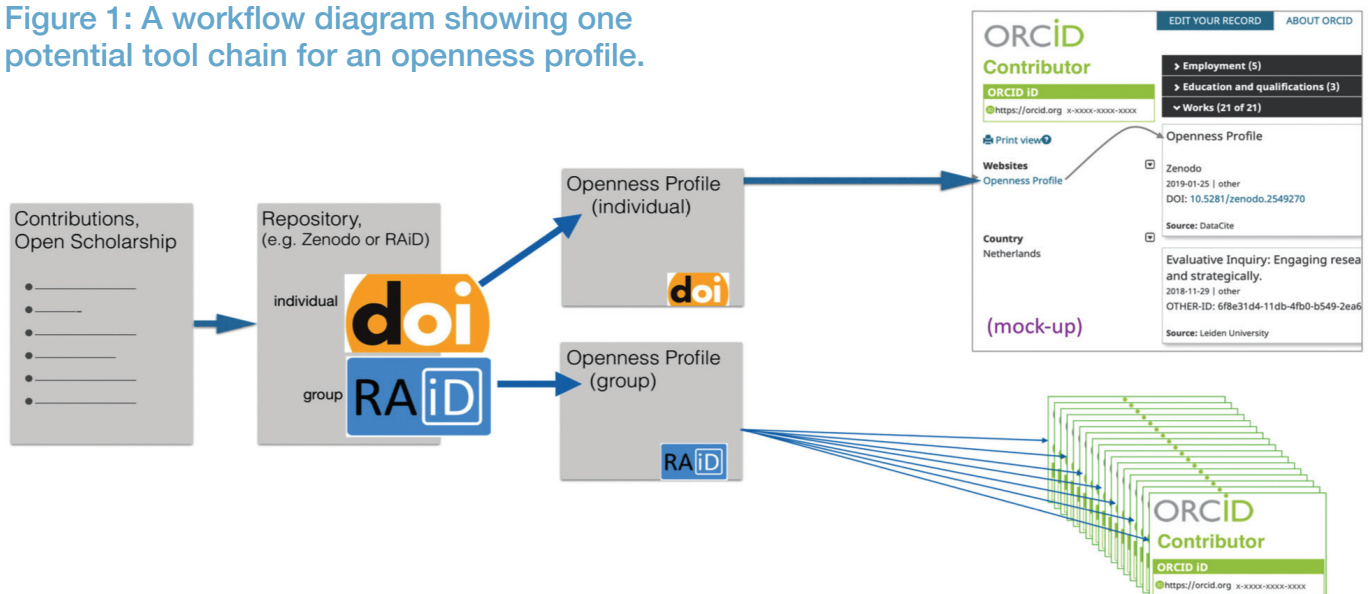 Figure 1: A workflow diagram showing one
potential tool chain for an openness profile.
Contributions,
Open Scholarship
Repository,
(e.g. Zenodo or RAiD)
individual
doi
group
RAiD
Openness Profile
(individual)
doi
Openness Profile
(group)
RAiD
ORCID
Contributor
ORCID iD
https://orcid.org x-xxxx-xxxx-xxxx
Print view
Websites
Openness Profile
Country
Netherlands
(mock-up)
EDIT YOUR RECORD ABOUT ORCID
Employment (5)
Education and qualifications (3)
Works (21 of 21)
Openness Profile
Zenodo
2019-01-25 | other
DOI: 10.5281/zenodo.2549270
Source: DataCite
Evaluative Inquiry: Engaging resea
and strategically.
2018-11-29 | other
OTHER-ID: 6f8e31d4-11db-4fb0-b549-2ea6
Source: Leiden University
ORCID
Contributor
ORCID iD
https://orcid.org x-xxxx-xxxx-xxxx